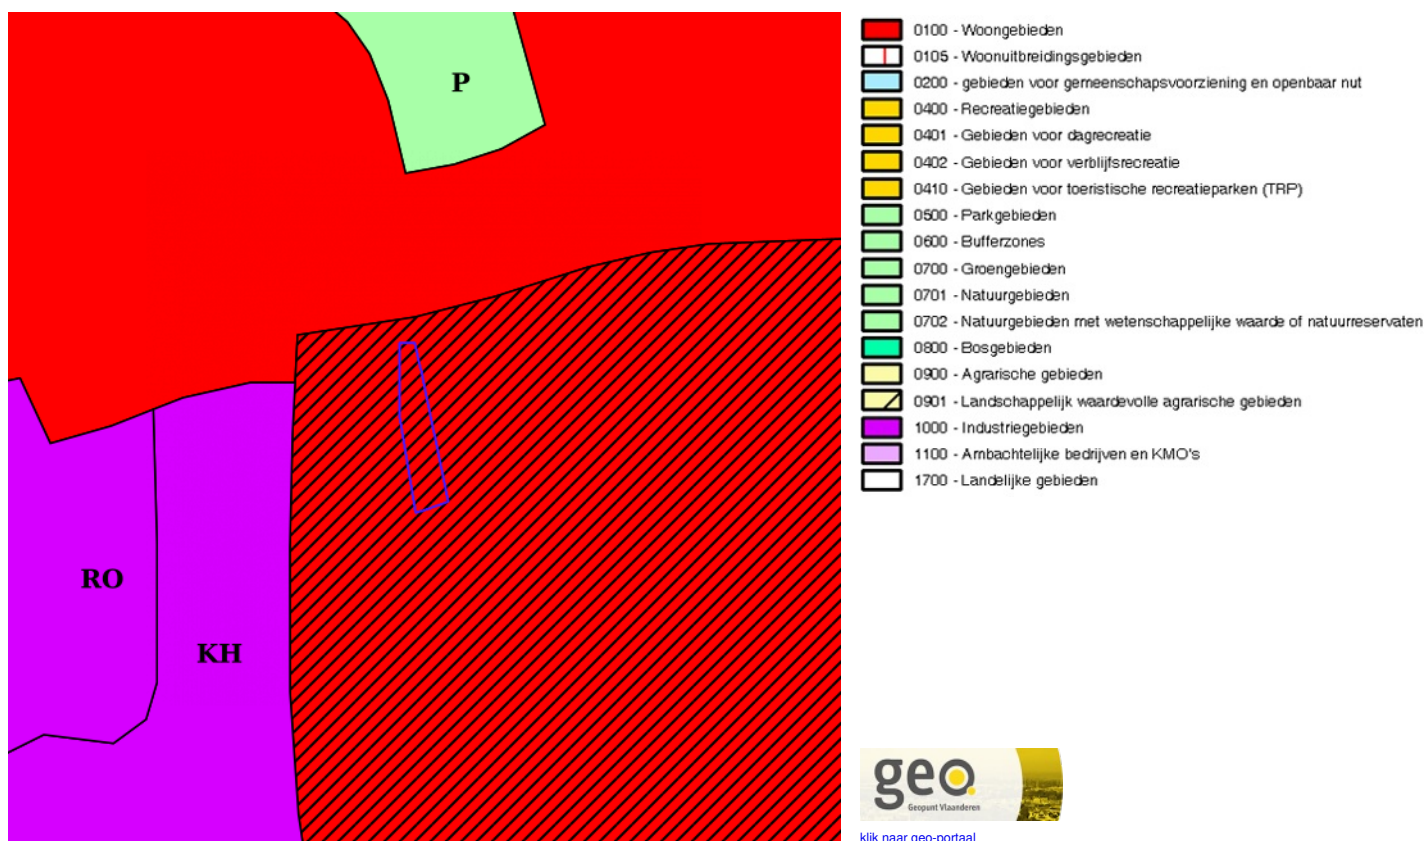 P
RO
KH
0100 - Woongebieden
0105 - Woonuitbreidingsgebieden
0200 - gebieden voor gemeenschapsvoorziening en openbaar nut
0400 - Recreatiegebieden
0401 - Gebieden voor dagrecreatie
0402 - Gebieden voor verblijfsrecreatie
0410 - Gebieden voor toeristische recreatieparken (TRP)
0500 - Parkgebieden
0600 - Bufferzones
0700 - Groengebieden
0701 - Natuurgebieden
0702 - Natuurgebieden met wetenschappelijke waarde of natuurreservaten
0800 - Bosgebieden
0900 - Agrarische gebieden
0901 - Landschappelijk waardevolle agrarische gebieden
1000 - Industriegebieden
1100 - Ambachtelijke bedrijven en KMO's
1700 - Landelijke gebieden
geo
Geopunt Vlaanderen
klik naar geo-portaal